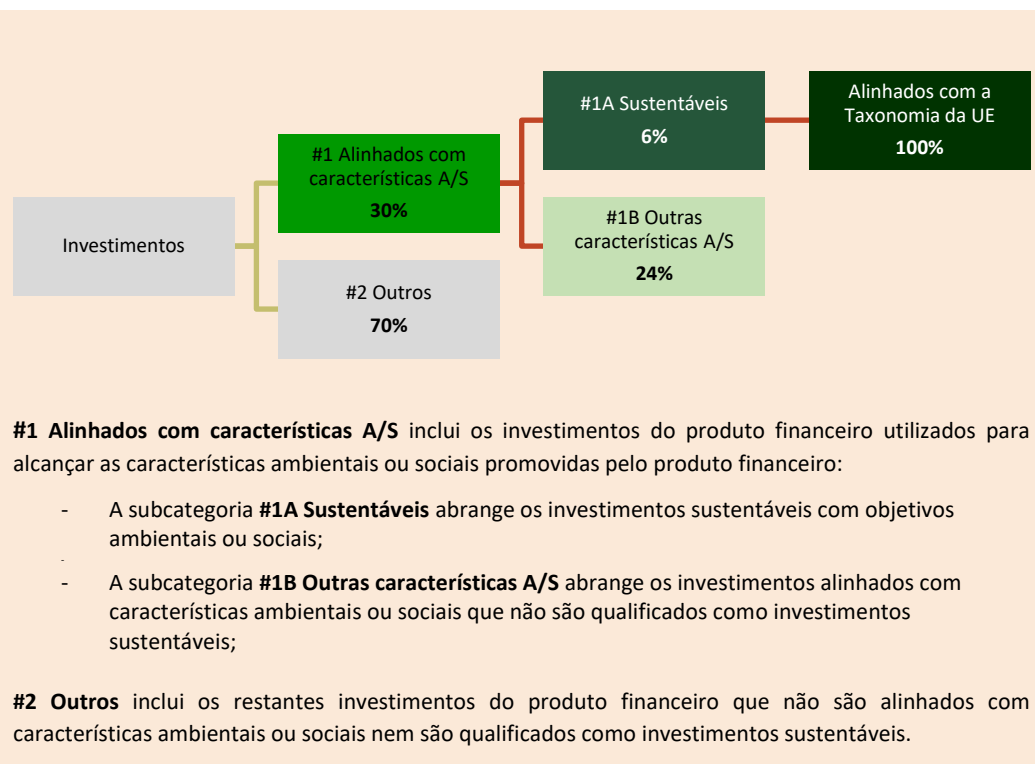 #1A Sustentáveis
6%
Alinhados com a
Taxonomia da UE
100%
#1 Alinhados com
características A/S
30%
#1B Outras
características A/S
24%
Investimentos
#2 Outros
70%
#1 Alinhados com características A/S inclui os investimentos do produto financeiro utilizados para
alcançar as características ambientais ou sociais promovidas pelo produto financeiro:
- A subcategoria #1A Sustentáveis abrange os investimentos sustentáveis com objetivos
ambientais ou sociais;
-
- A subcategoria #1B Outras características A/S abrange os investimentos alinhados com
características ambientais ou sociais que não são qualificados como investimentos
sustentáveis;
#2 Outros inclui os restantes investimentos do produto financeiro que não são alinhados com
características ambientais ou sociais nem são qualificados como investimentos sustentáveis.